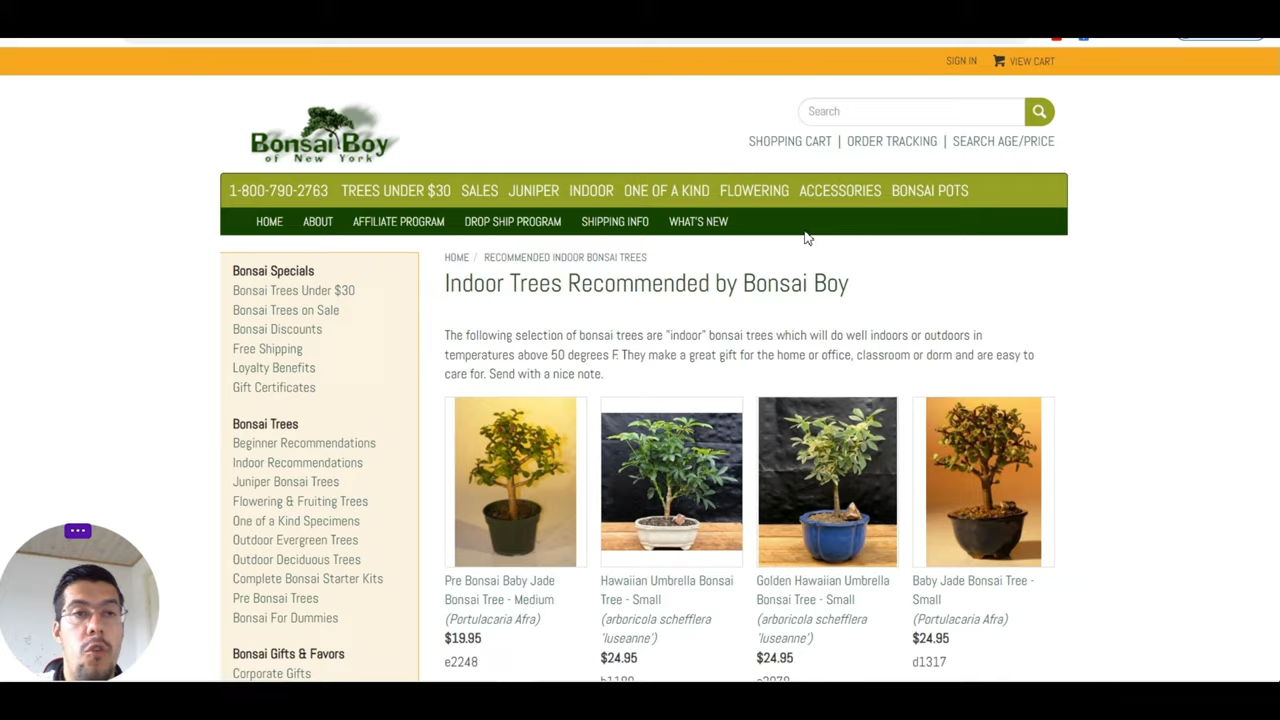 SIGN IN VIEW CART
Bonsai Boy
of New York
Search
SHOPPING CART | ORDER TRACKING | SEARCH AGE/PRICE
1-800-790-2763 TREES UNDER $30 SALES JUNIPER INDOOR ONE OF A KIND FLOWERING ACCESSORIES BONSAI POTS
HOME ABOUT AFFILIATE PROGRAM DROP SHIP PROGRAM SHIPPING INFO WHAT'S NEW
Bonsai Specials
Bonsai Trees Under $30
Bonsai Trees on Sale
Bonsai Discounts
Free Shipping
Loyalty Benefits
Gift Certificates
Bonsai Trees
Beginner Recommendations
Indoor Recommendations
Juniper Bonsai Trees
Flowering & Fruiting Trees
One of a Kind Specimens
Outdoor Evergreen Trees
Outdoor Deciduous Trees
Complete Bonsai Starter Kits
Pre Bonsai Trees
Bonsai For Dummies
Bonsai Gifts & Favors
Corporate Gifts
HOME / RECOMMENDED INDOOR BONSAI TREES
Indoor Trees Recommended by Bonsai Boy
The following selection of bonsai trees are "indoor" bonsai trees which will do well indoors or outdoors in
temperatures above 50 degrees F. They make a great gift for the home or office, classroom or dorm and are easy to
care for. Send with a nice note.
Pre Bonsai Baby Jade
Bonsai Tree - Medium
(Portulacaria Afra)
$19.95
e2248
Hawaiian Umbrella Bonsai
Tree - Small
(arboricola schefflera
'luseanne')
$24.95
Golden Hawaiian Umbrella
Bonsai Tree - Small
(arboricola schefflera
'luseanne')
$24.95
Baby Jade Bonsai Tree -
Small
(Portulacaria Afra)
$24.95
d1317